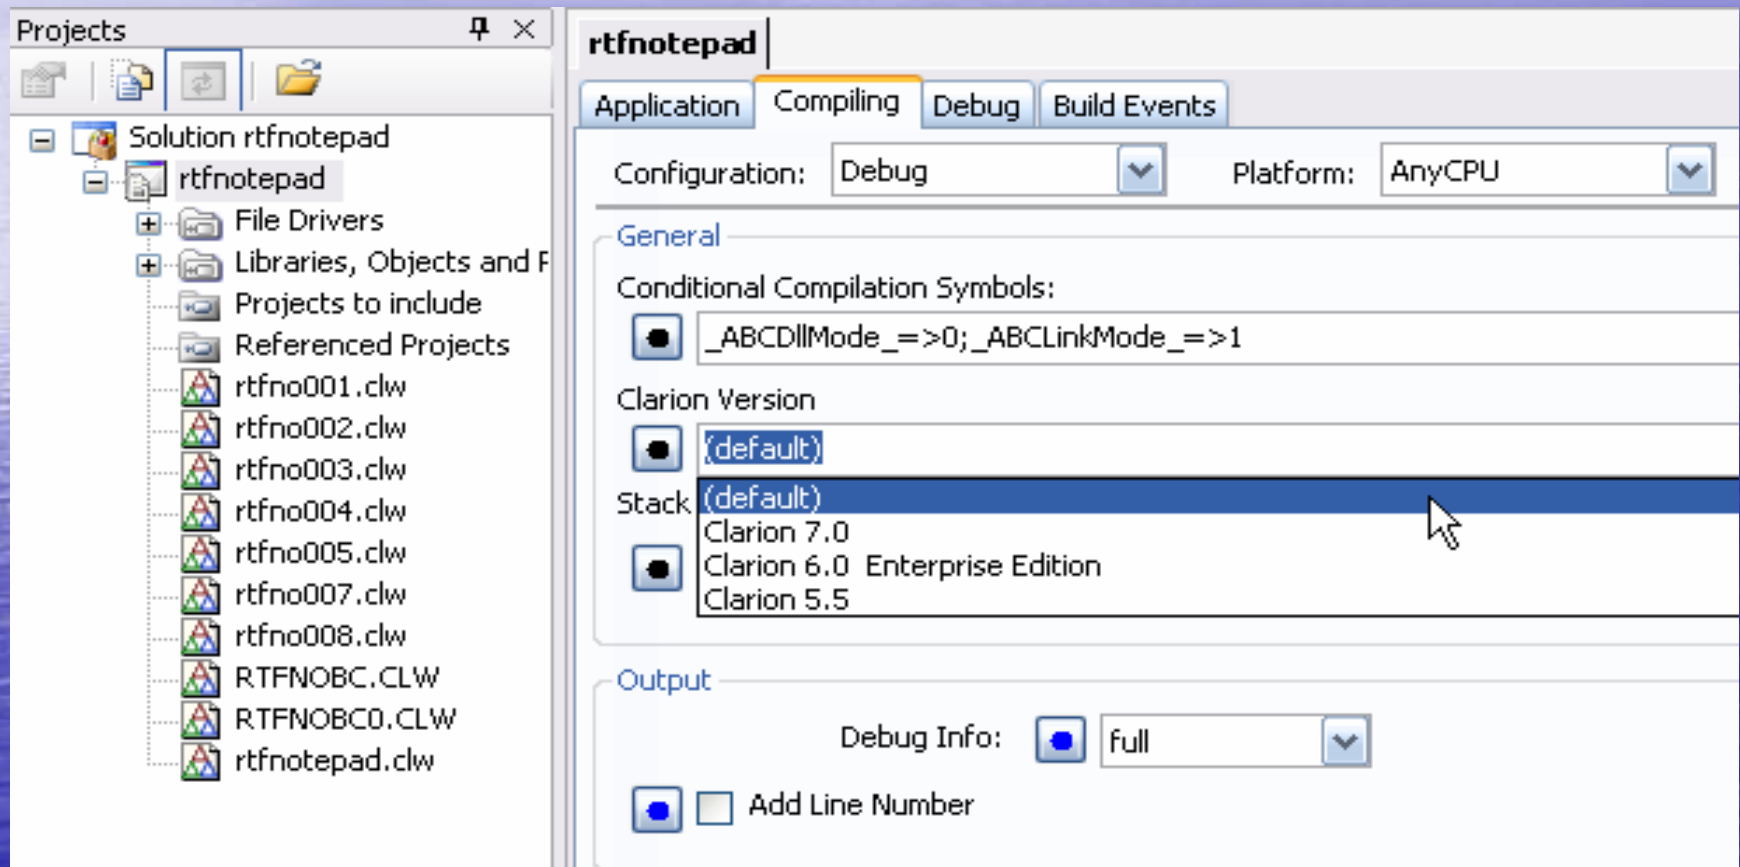 Projects
Solution rtfnotepad
rtfnotepad
File Drivers
Libraries, Objects and
Projects to include
Referenced Projects
rtfno001.clw
rtfno002.clw
rtfno003.clw
rtfno004.clw
rtfno005.clw
rtfno007.clw
rtfno008.clw
RTFNOBC.CLW
RTFNOBC0.CLW
rtfnotepad.clw
rtfnotepad
Application Compiling Debug Build Events
Configuration: Debug Platform: AnyCPU
General
Conditional Compilation Symbols:
_ABCDllMode_=>0;_ABCLinkMode_=>1
Clarion Version
(default)
Stack
(default)
Clarion 7.0
Clarion 6.0 Enterprise Edition
Clarion 5.5
Output
Debug Info: full
Add Line Number